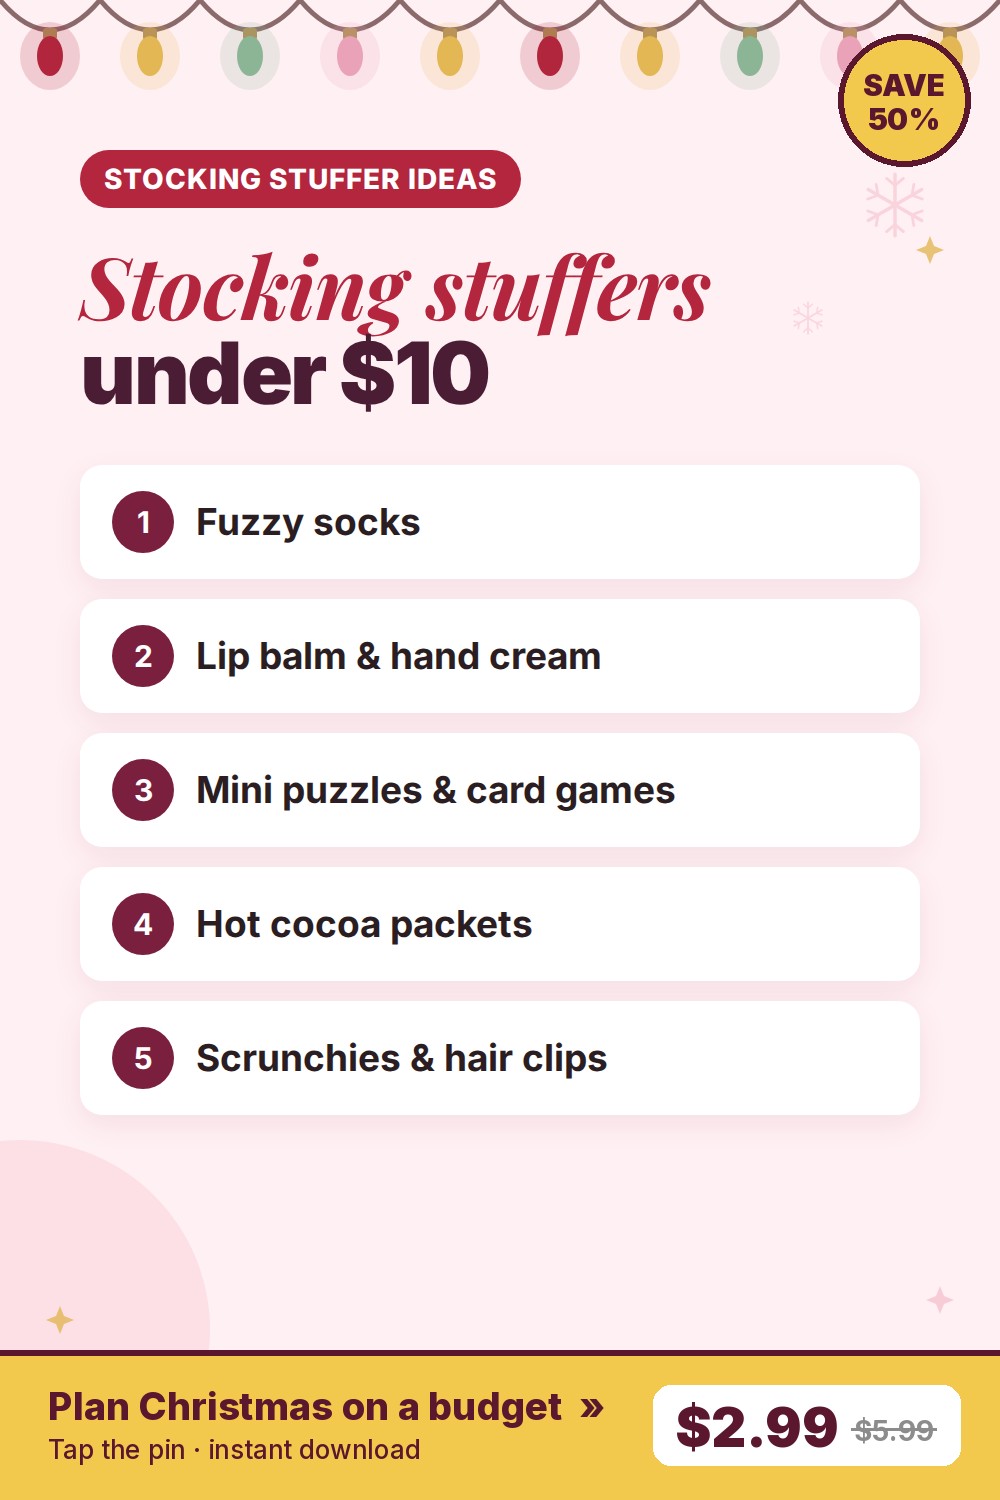 SAVE
50%
STOCKING STUFFER IDEAS
Stocking stuffers
under $10
1 Fuzzy socks
2 Lip balm & hand cream
3 Mini puzzles & card games
4 Hot cocoa packets
5 Scrunchies & hair clips
Plan Christmas on a budget »
Tap the pin · instant download
$2.99 $5.99